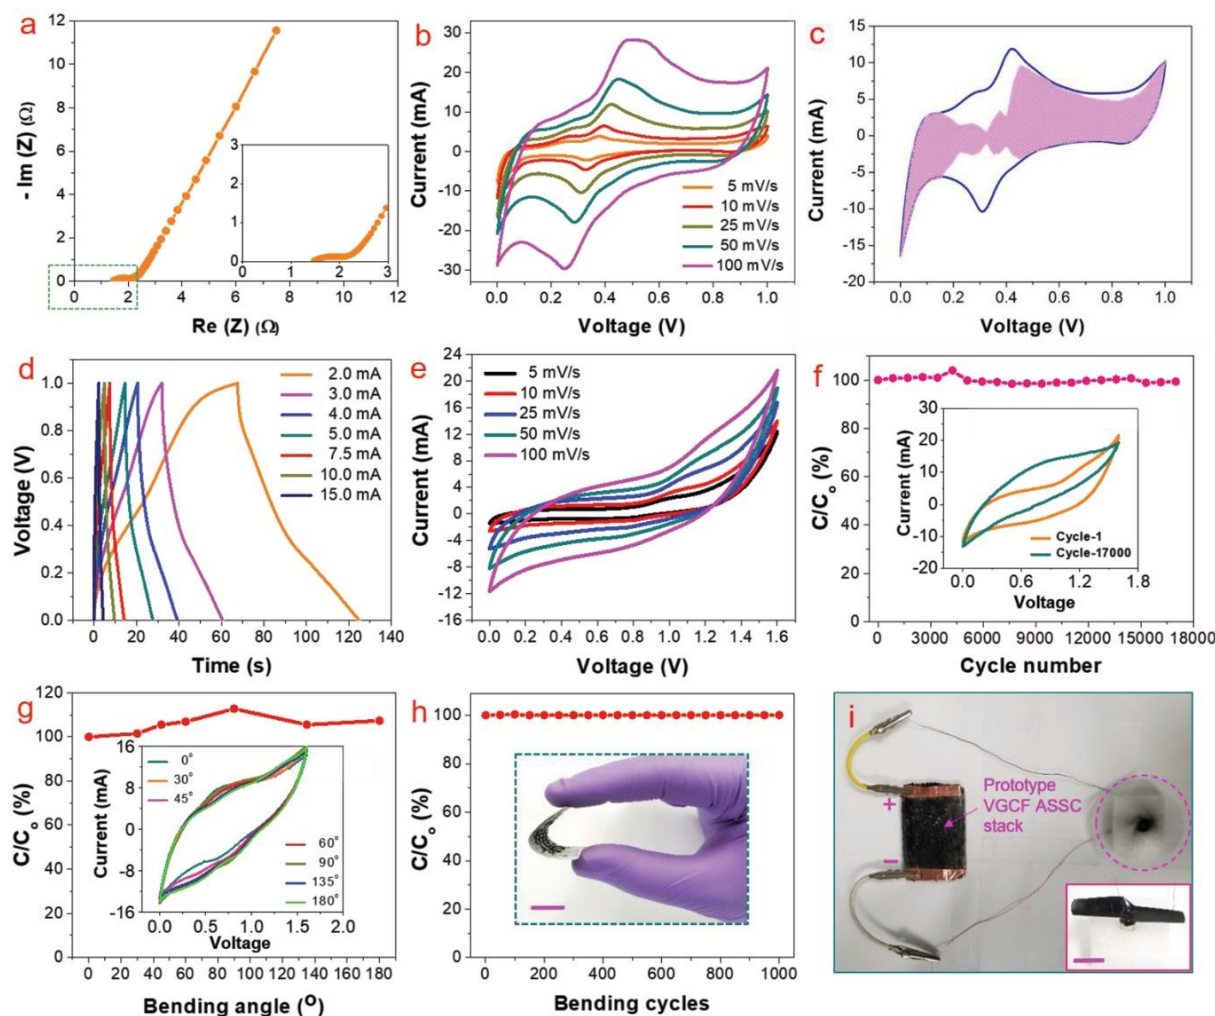 a
12
10
8
6
4
2
0
- Im (Z) (Ω)
0 2 4 6 8 10 12
Re (Z) (Ω)
3
2
1
0
0 1 2 3
b
30
20
10
0
-10
-20
-30
Current (mA)
5 mV/s
10 mV/s
25 mV/s
50 mV/s
100 mV/s
0.0 0.2 0.4 0.6 0.8 1.0
Voltage (V)
c
15
10
5
0
-5
-10
-15
20
Current (mA)
0.0 0.2 0.4 0.6 0.8 1.0
Voltage (V)
d
1.0
0.8
0.6
0.4
0.2
0.0
Voltage (V)
2.0 mA
3.0 mA
4.0 mA
5.0 mA
7.5 mA
10.0 mA
15.0 mA
0 20 40 60 80 100 120 140
Time (s)
e
24
20
16
12
8
4
0
-4
-8
-12
-16
Current (mA)
5 mV/s
10 mV/s
25 mV/s
50 mV/s
100 mV/s
0.0 0.2 0.4 0.6 0.8 1.0 1.2 1.4 1.6
Voltage (V)
f
100
80
60
40
20
0
C/Co (%)
30
20
10
0
-10
-20
Current (mA)
Cycle-1
Cycle-17000
0.0 0.6 1.2 1.8
Voltage
0 3000 6000 9000 12000 15000 18000
Cycle number
g
120
100
80
60
40
20
0
C/Co (%)
16
8
0
-8
-16
Current (mA)
0°
30°
45°
60°
90°
135°
180°
0.0 0.5 1.0 1.5 2.0
Voltage
0 20 40 60 80 100 120 140 160 180
Bending angle (O)
h
100
80
60
40
20
0
C/Co (%)
0 200 400 600 800 1000
Bending cycles
i
Prototype
VGCF ASSC
stack
+
-